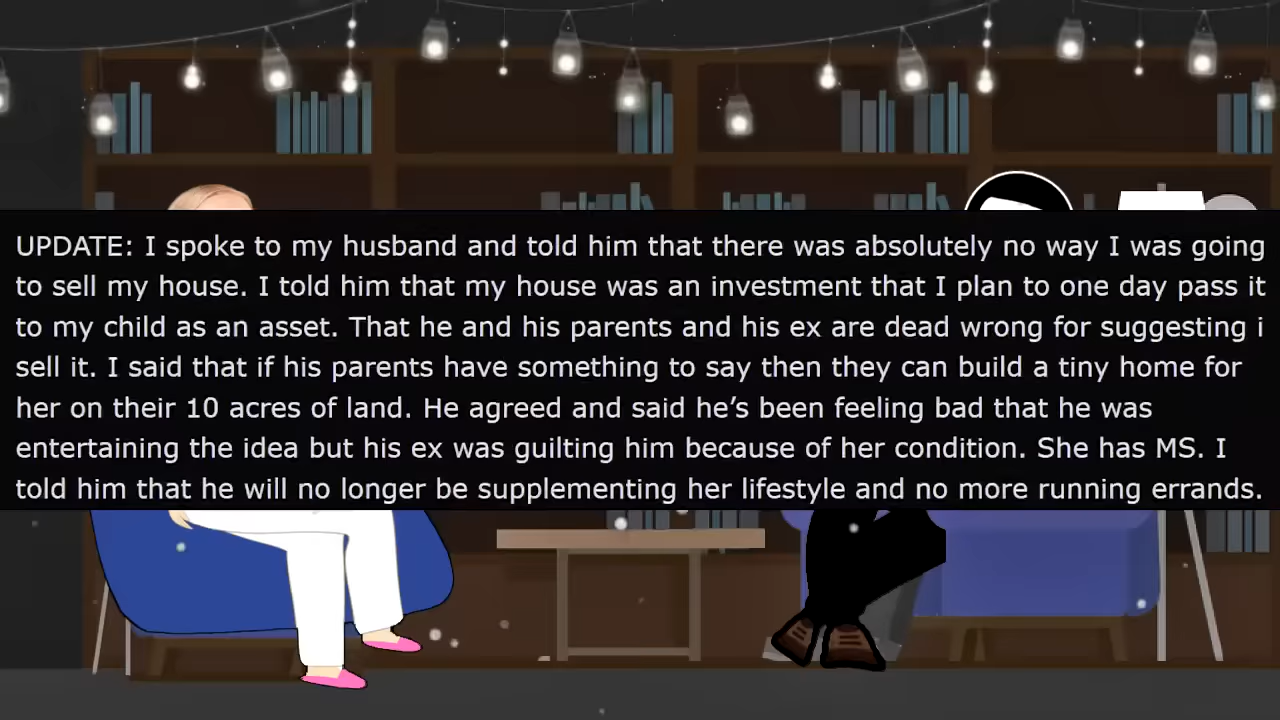 UPDATE: I spoke to my husband and told him that there was absolutely no way I was going
to sell my house. I told him that my house was an investment that I plan to one day pass it
to my child as an asset. That he and his parents and his ex are dead wrong for suggesting i
sell it. I said that if his parents have something to say then they can build a tiny home for
her on their 10 acres of land. He agreed and said he’s been feeling bad that he was
entertaining the idea but his ex was guilting him because of her condition. She has MS. I
told him that he will no longer be supplementing her lifestyle and no more running errands.